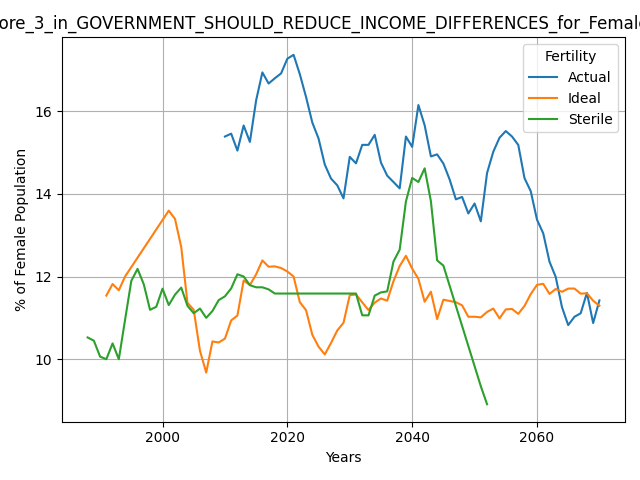 ore_3_in_GOVERNMENT_SHOULD_REDUCE_INCOME_DIFFERENCES_for_Female
Fertility
Actual
Ideal
Sterile
% of Female Population
16
14
12
10
2000 2020 2040 2060
Years